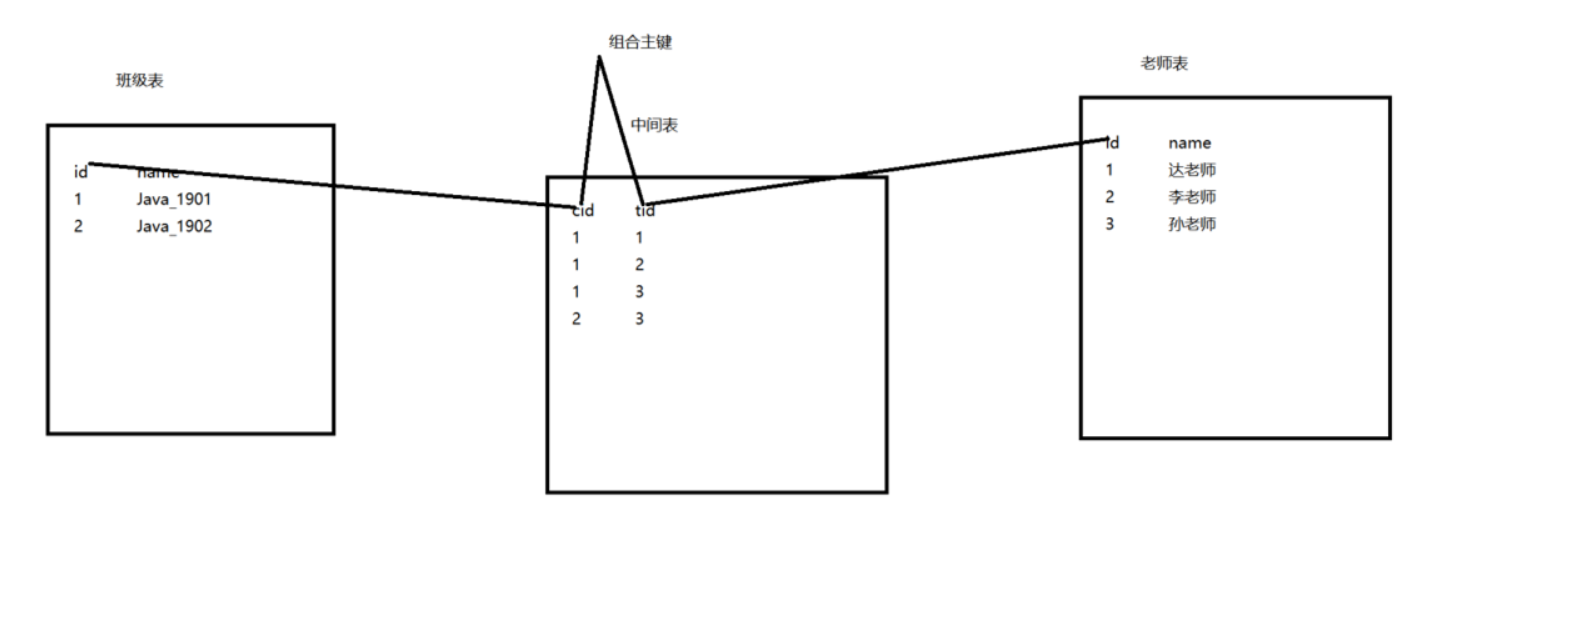 组合主键
班级表
中间表
老师表
id name
1 Java_1901
2 Java_1902
cid tid
1 1
1 2
1 3
2 3
id name
1 达老师
2 李老师
3 孙老师